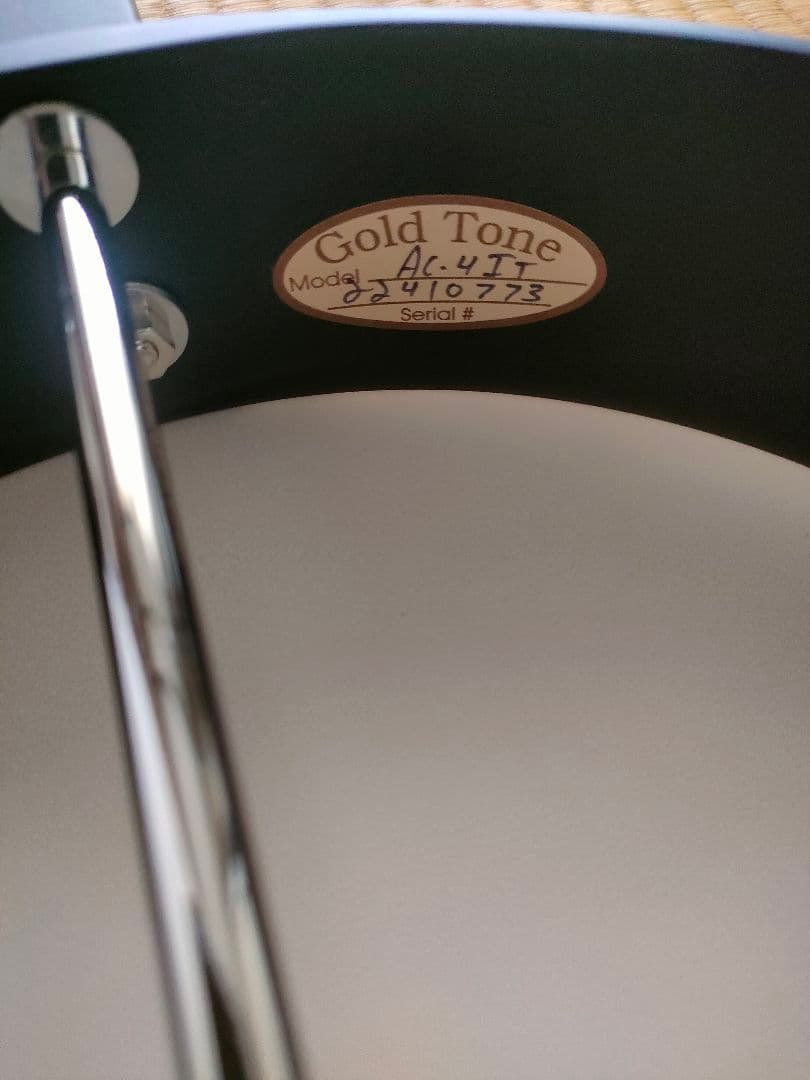 Gold Tone
Model AC-4IT
22410773
Serial #